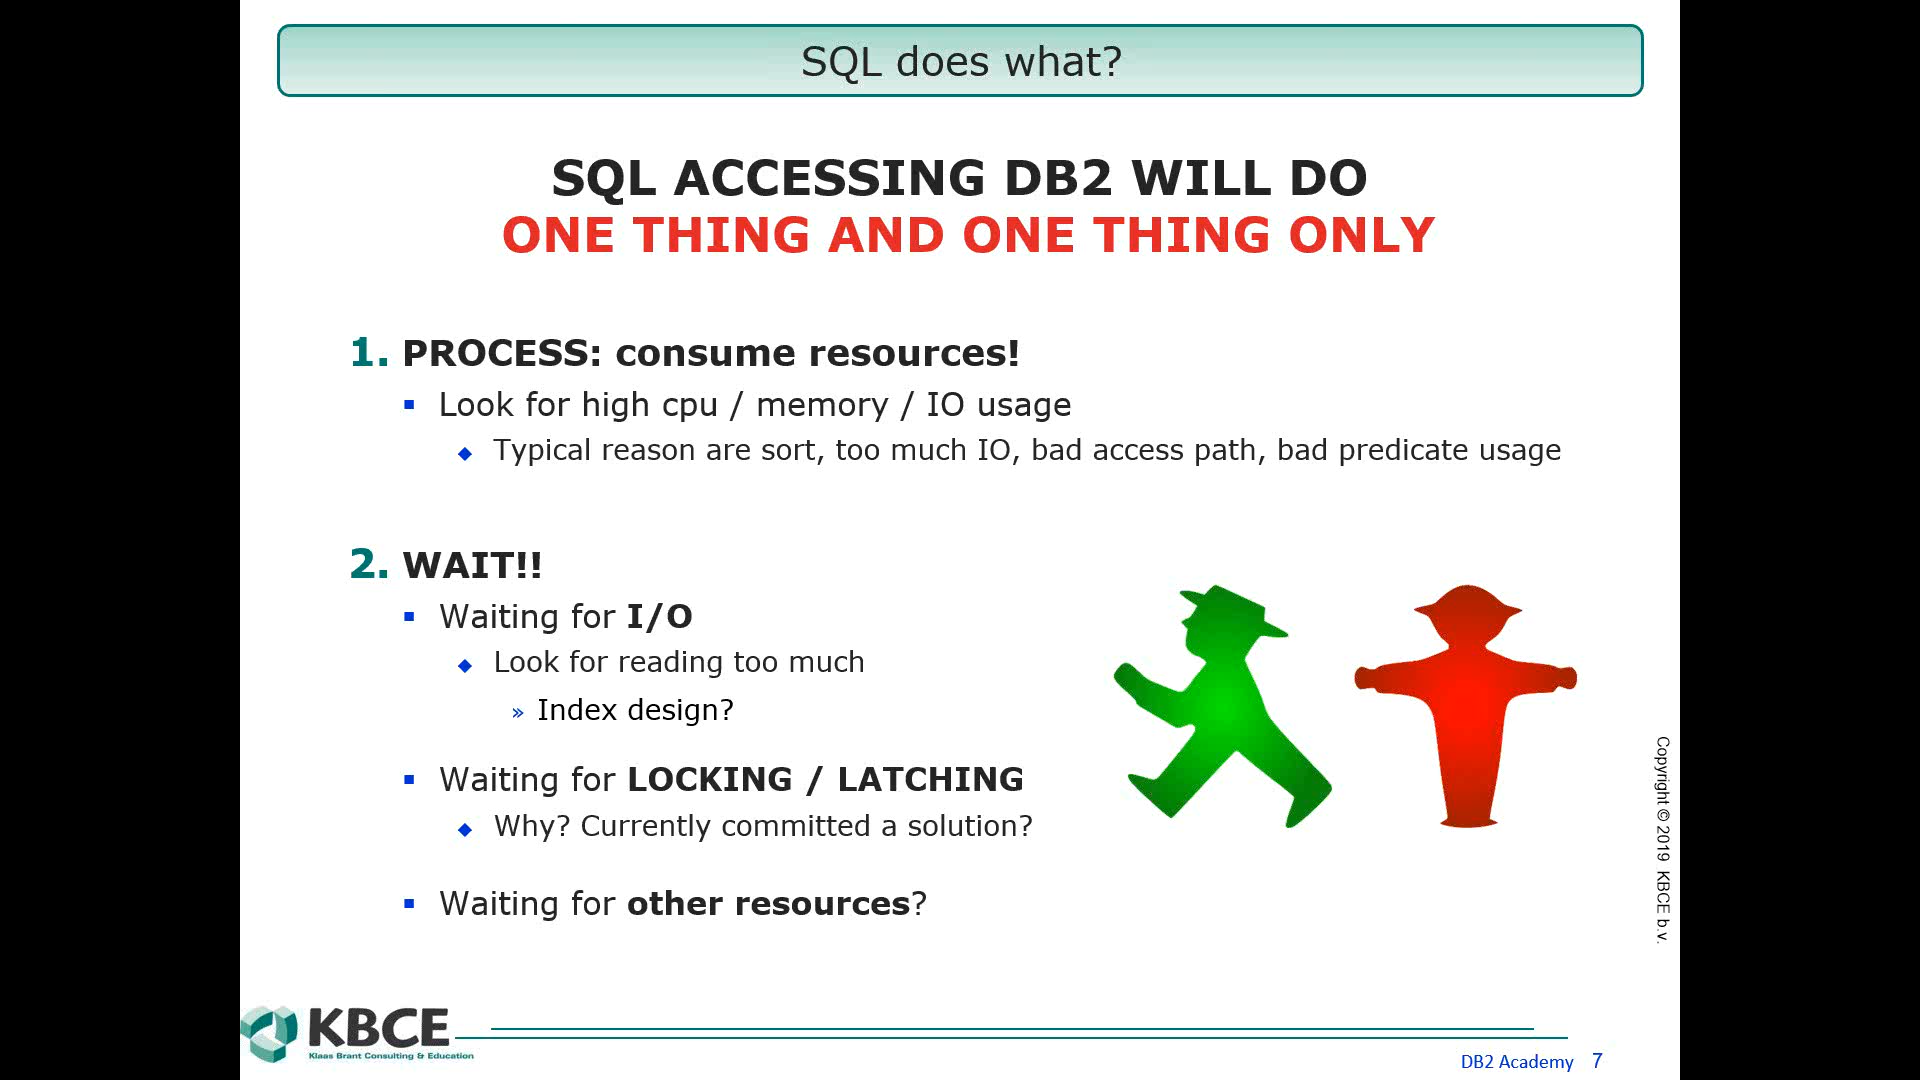 SQL does what?
SQL ACCESSING DB2 WILL DO
ONE THING AND ONE THING ONLY
1. PROCESS: consume resources!
Look for high cpu / memory / IO usage
Typical reason are sort, too much IO, bad access path, bad predicate usage
2. WAIT!!
Waiting for I/O
Look for reading too much
» Index design?
Waiting for LOCKING / LATCHING
Why? Currently committed a solution?
Waiting for other resources?
Copyright © 2019 KBCE b.v.
KBCE
Klaas Brant Consulting & Education
DB2 Academy 7